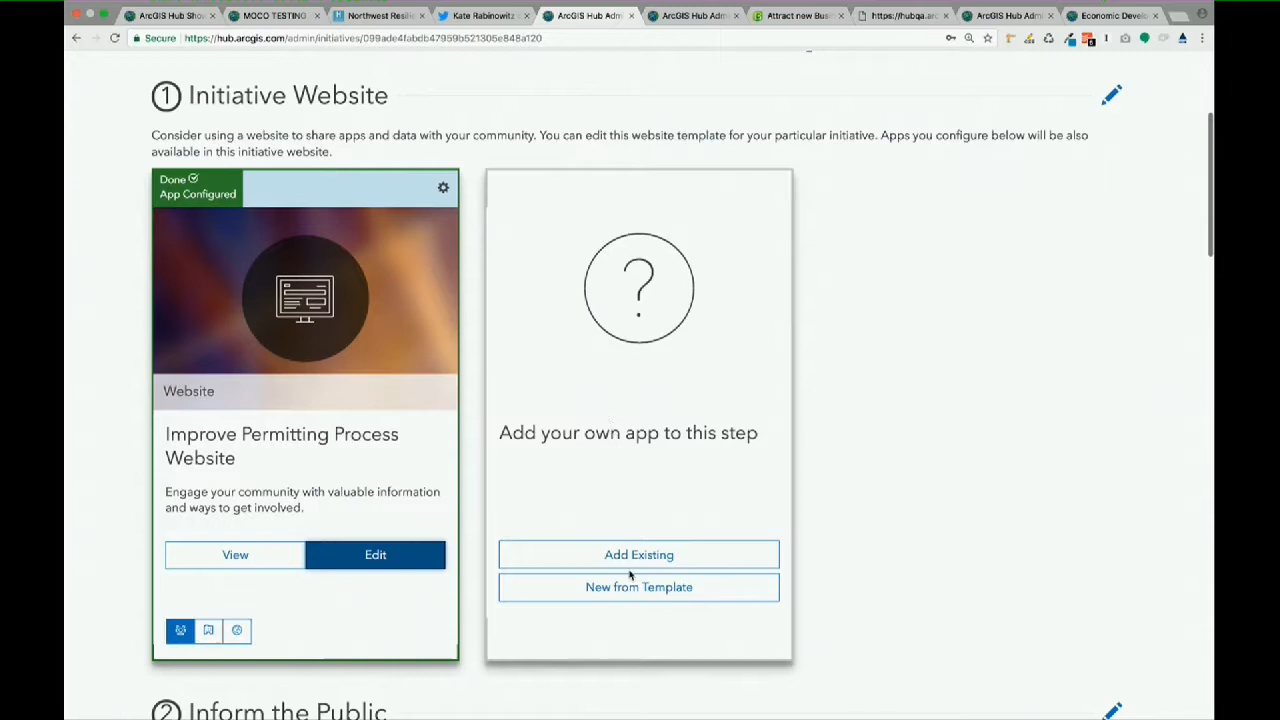 ArcGIS Hub Sho
MOCO TESTING
Northwest Resilie
Kate Rabinowitz
ArcGIS Hub Adm
ArcGIS Hub Adm
Attract new Busi
https://hubqa.arc
ArcGIS Hub Adm
Economic Develo
Secure
https://hub.arcgis.com/admin/initiatives/099ade4fabdb47959b521305e848a120
1 Initiative Website
Consider using a website to share apps and data with your community. You can edit this website template for your particular initiative. Apps you configure below will be also
available in this initiative website.
Done
App Configured
Website
Improve Permitting Process
Website
Engage your community with valuable information
and ways to get involved.
View
Edit
?
Add your own app to this step
Add Existing
New from Template
2 Inform the Public